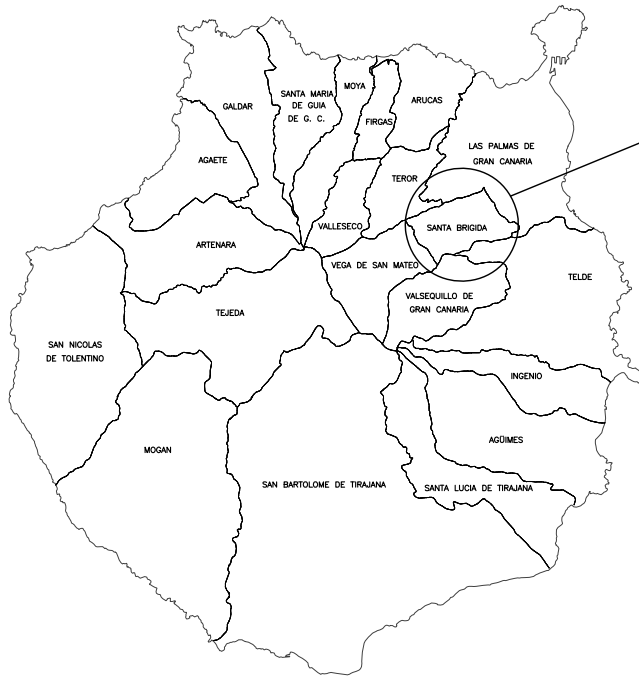 GALDAR
SANTA MARIA
DE GUIA
DE G. C.
MOYA
FIRGAS
ARUCAS
LAS PALMAS DE
GRAN CANARIA
AGAETE
TEROR
VALLESECO
SANTA BRIGIDA
ARTENARA
VEGA DE SAN MATEO
TELDE
VALSEQUILLO DE
GRAN CANARIA
TEJEDA
SAN NICOLAS
DE TOLENTINO
INGENIO
AGÜIMES
MOGAN
SAN BARTOLOME DE TIRAJANA
SANTA LUCIA DE TIRAJANA